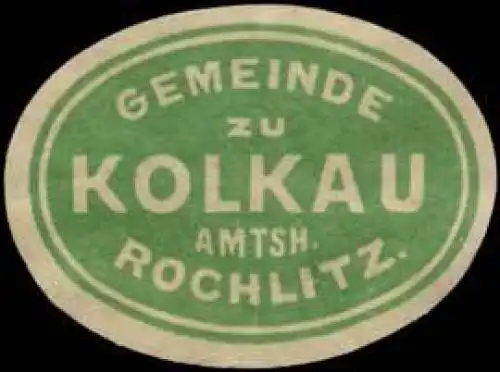 GEMEINDE
ZU
KOLKAU
AMTSH.
ROCHLITZ.